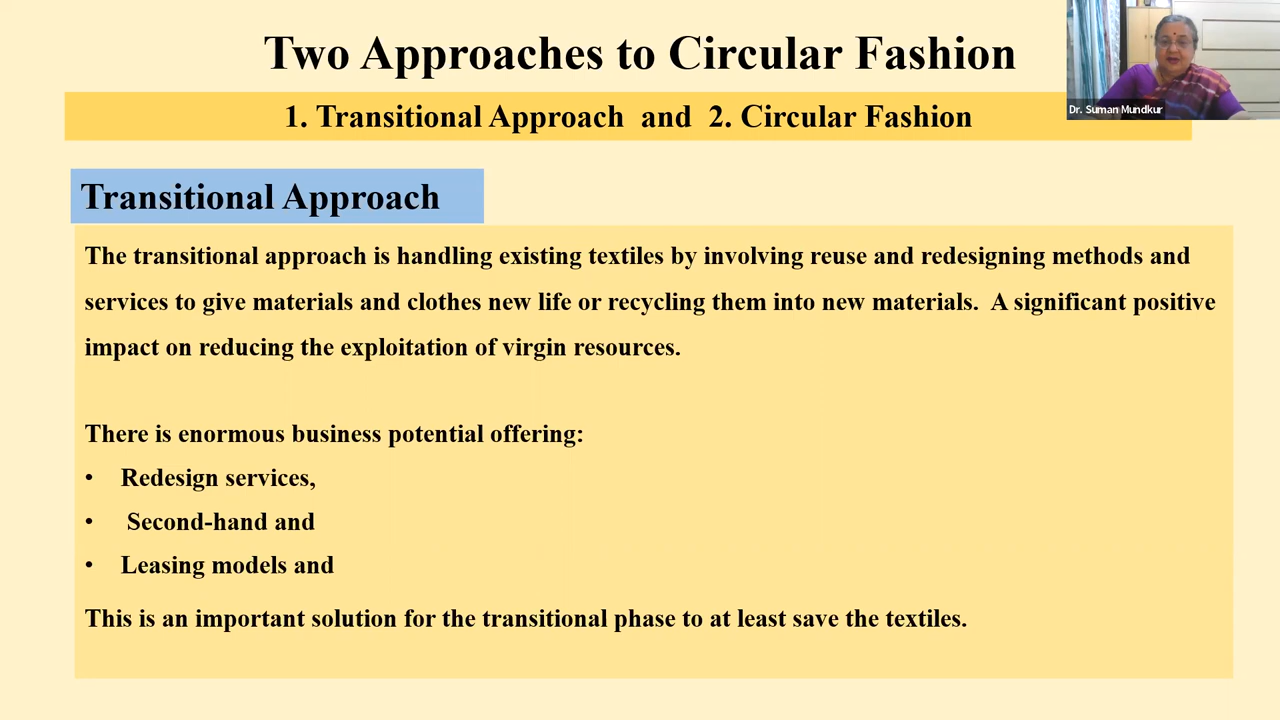 Two Approaches to Circular Fashion
1. Transitional Approach and 2. Circular Fashion
Dr. Suman Mundkur
Transitional Approach
The transitional approach is handling existing textiles by involving reuse and redesigning methods and
services to give materials and clothes new life or recycling them into new materials. A significant positive
impact on reducing the exploitation of virgin resources.
There is enormous business potential offering:
• Redesign services,
• Second-hand and
• Leasing models and
This is an important solution for the transitional phase to at least save the textiles.